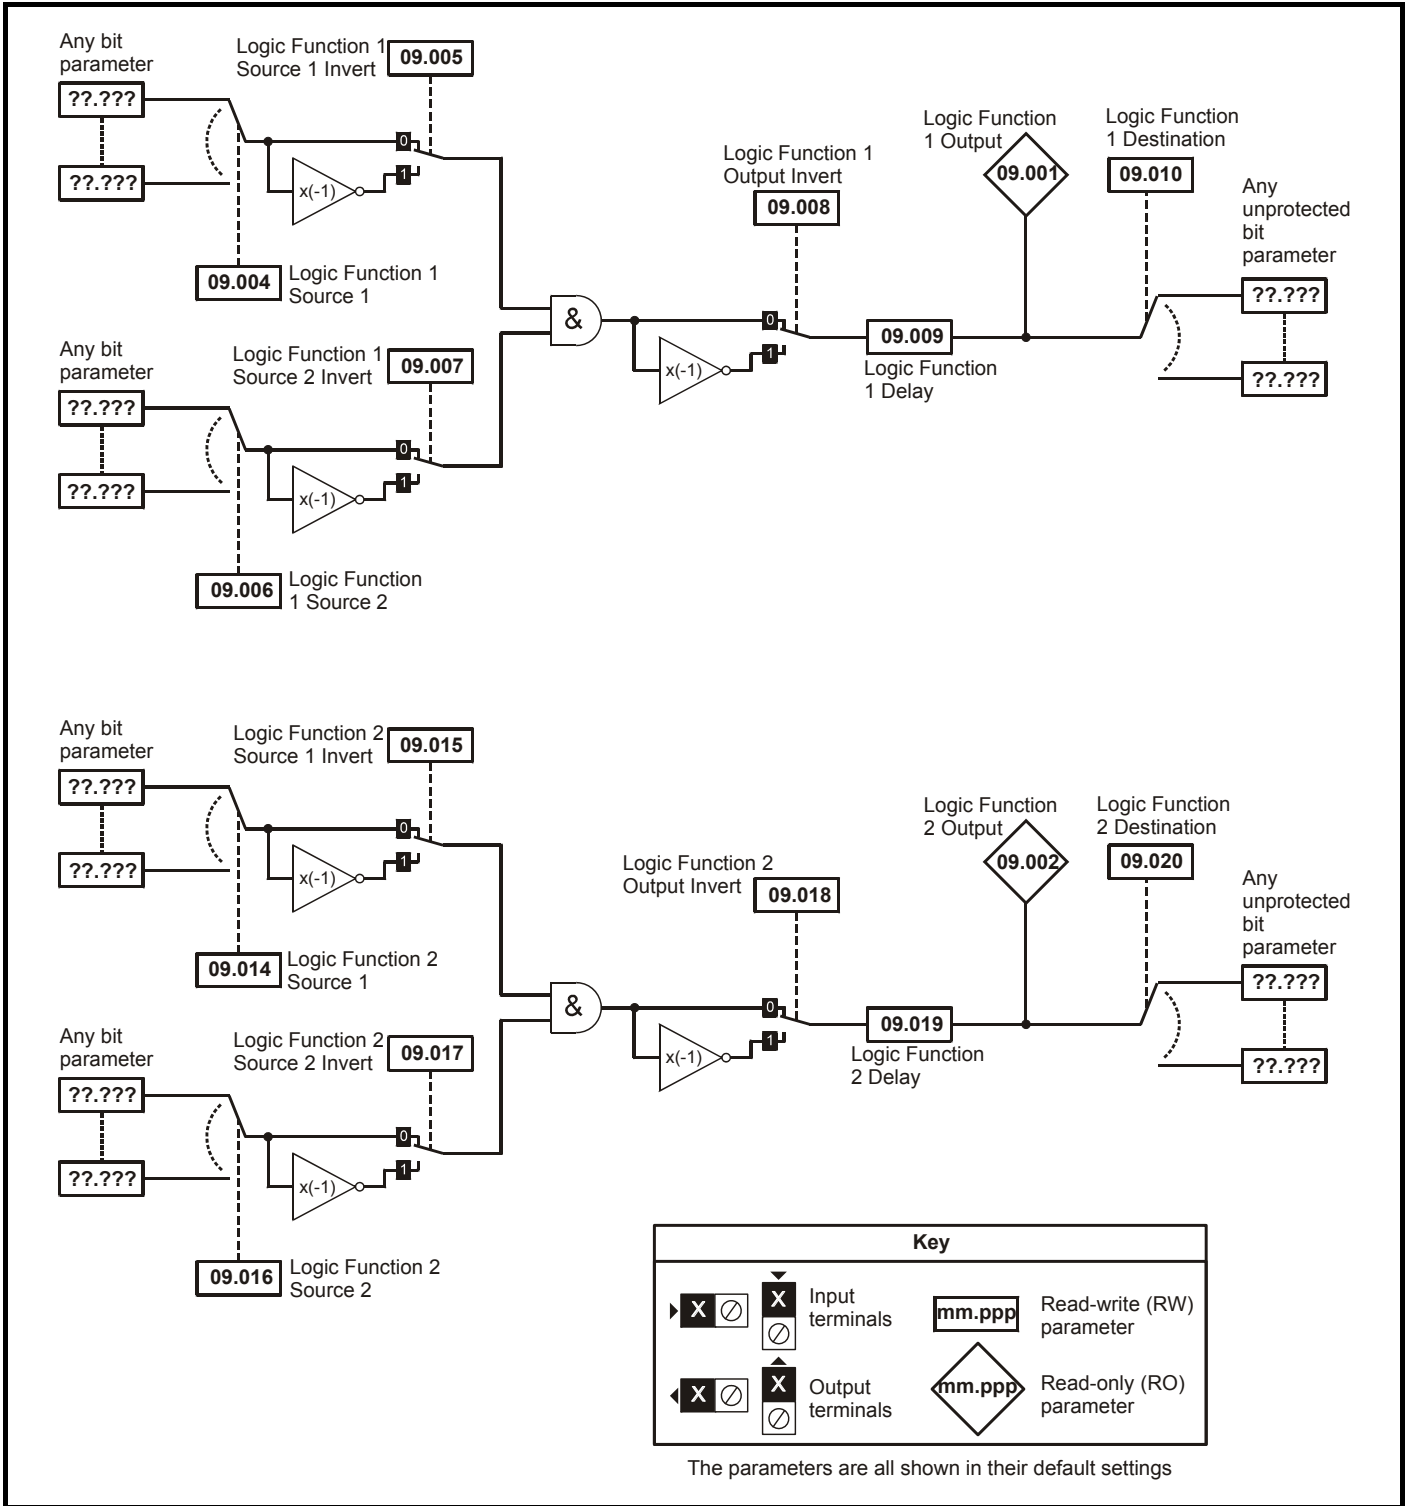 Any bit
parameter
??.???
??.???
Logic Function 1
Source 1 Invert
09.005
0
1
x(-1)
09.004
Logic Function 1
Source 1
Any bit
parameter
??.???
??.???
Logic Function 1
Source 2 Invert
09.007
0
1
x(-1)
09.006
Logic Function
1 Source 2
&
Logic Function 1
Output Invert
09.008
0
1
x(-1)
09.009
Logic Function
1 Delay
Logic Function
1 Output
09.001
Logic Function
1 Destination
09.010
Any
unprotected
bit
parameter
??.???
??.???
Any bit
parameter
??.???
??.???
Logic Function 2
Source 1 Invert
09.015
0
1
x(-1)
09.014
Logic Function 2
Source 1
Any bit
parameter
??.???
??.???
Logic Function 2
Source 2 Invert
09.017
0
1
x(-1)
09.016
Logic Function 2
Source 2
&
Logic Function 2
Output Invert
09.018
0
1
x(-1)
09.019
Logic Function
2 Delay
Logic Function
2 Output
09.002
Logic Function
2 Destination
09.020
Any
unprotected
bit
parameter
??.???
??.???
Key
X
X
Input
terminals
mm.ppp
Read-write (RW)
parameter
X
X
Output
terminals
mm.ppp
Read-only (RO)
parameter
The parameters are all shown in their default settings